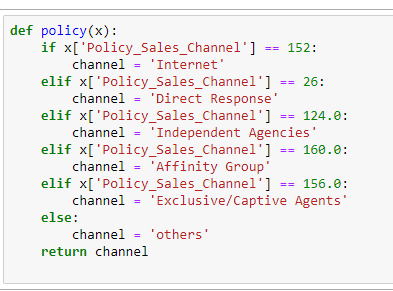 def policy(x):
    if x['Policy_Sales_Channel'] == 152:
        channel = 'Internet'
    elif x['Policy_Sales_Channel'] == 26:
        channel = 'Direct Response'
    elif x['Policy_Sales_Channel'] == 124.0:
        channel = 'Independent Agencies'
    elif x['Policy_Sales_Channel'] == 160.0:
        channel = 'Affinity Group'
    elif x['Policy_Sales_Channel'] == 156.0:
        channel = 'Exclusive/Captive Agents'
    else:
        channel = 'others'
    return channel